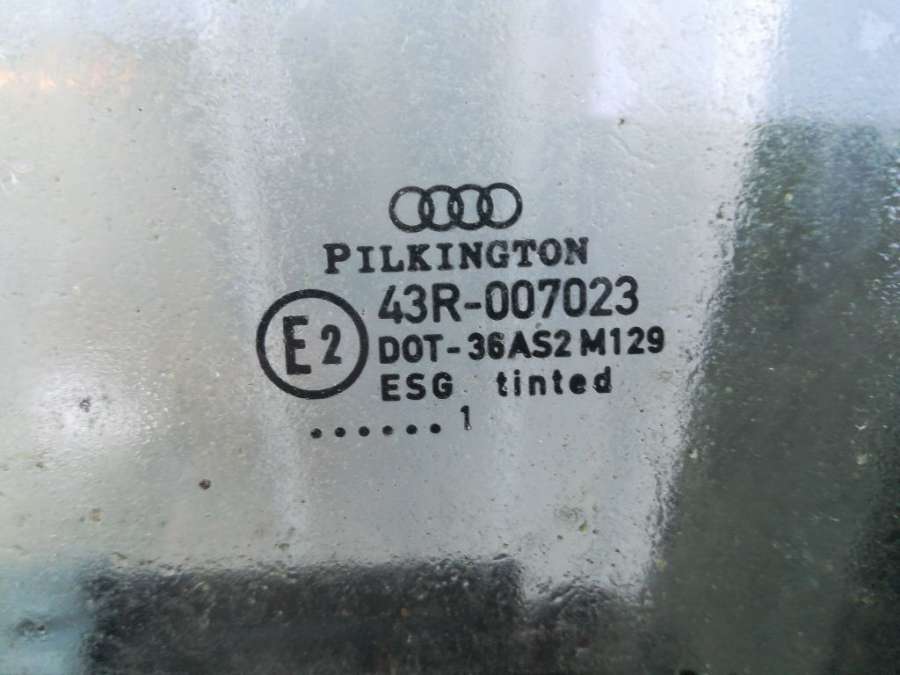 PILKINGTON
43R-007023
E2
DOT-36AS2 M129
ESG tinted
......1